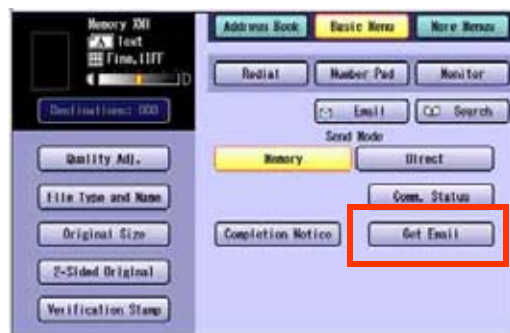 Memory XMT
Text
Fine, TIFF
D
Destinations: 000
Quality Adj.
File Type and Name
Original Size
2-Sided Original
Verification Stamp
Address Book
Basic Menu
More Menus
Redial
Number Pad
Monitor
Email
Search
Send Mode
Memory
Direct
Comm. Status
Completion Notice
Get Email